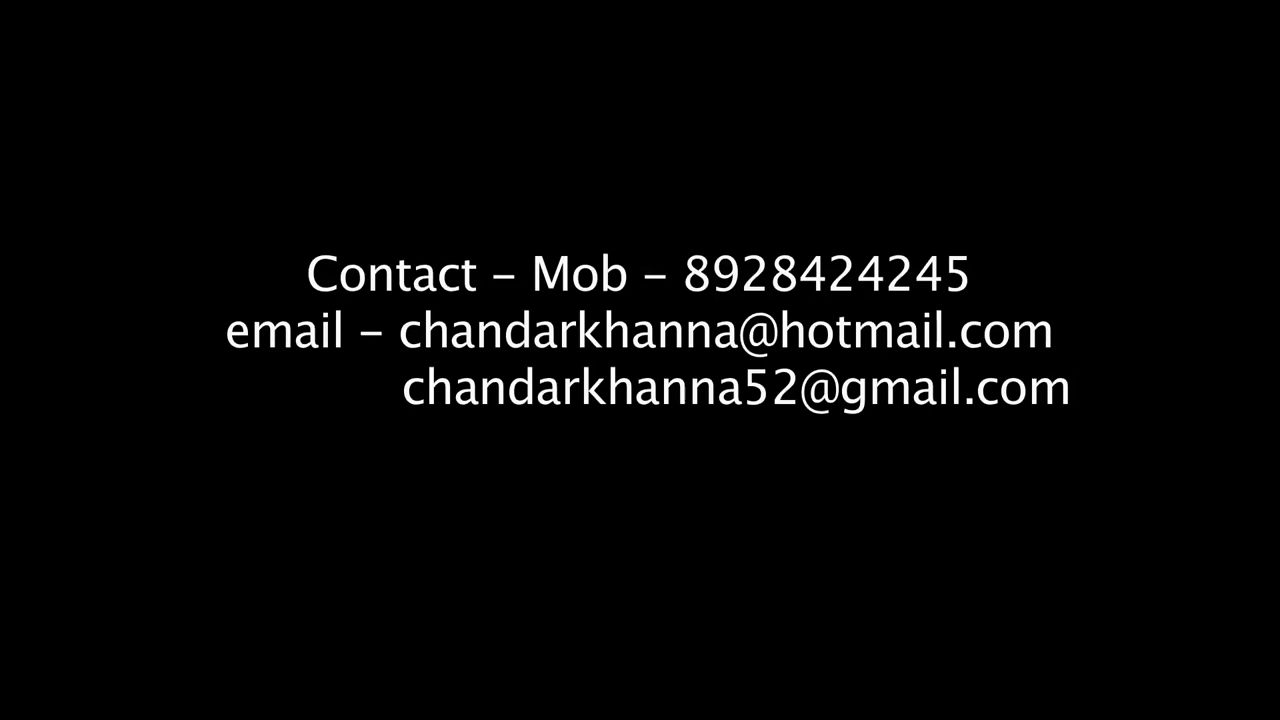 Contact – Mob – 8928424245
email – chandarkhanna@hotmail.com
chandarkhanna52@gmail.com